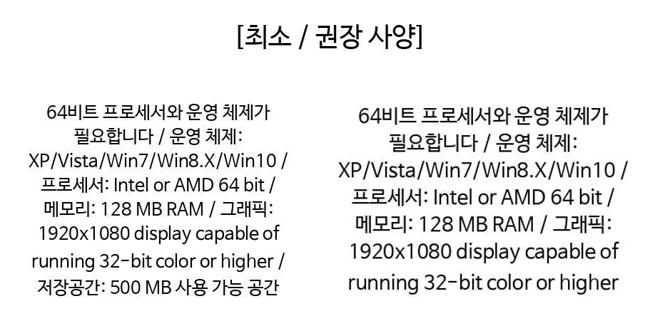 [최소 / 권장 사양]
64비트 프로세서와 운영 체제가
필요합니다 / 운영 체제:
XP/Vista/Win7/Win8.X/Win10 /
프로세서: Intel or AMD 64 bit /
메모리: 128 MB RAM / 그래픽:
1920x1080 display capable of
running 32-bit color or higher /
저장공간: 500 MB 사용 가능 공간
64비트 프로세서와 운영 체제가
필요합니다 / 운영 체제:
XP/Vista/Win7/Win8.X/Win10 /
프로세서: Intel or AMD 64 bit /
메모리: 128 MB RAM / 그래픽:
1920x1080 display capable of
running 32-bit color or higher